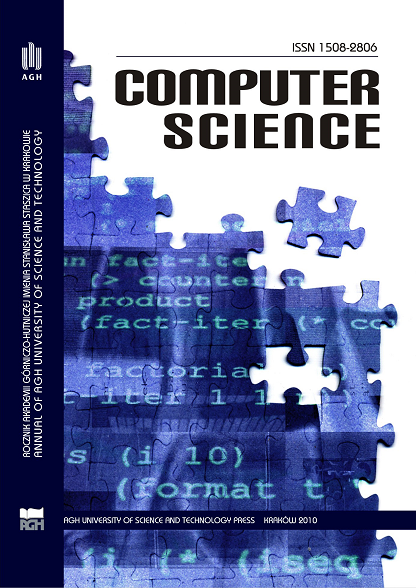 ISSN 1508-2806
COMPUTER
SCIENCE
AGH
ROCZNIK AKADEMII GÓRNICZO-HUTNICZEJ IMIENIA STANISŁAWA STASZICA W KRAKOWIE
ANNUAL OF AGH UNIVERSITY OF SCIENCE AND TECHNOLOGY
fact-ite
(> counter n
product
(fact-iter (* co
factorial
t-iter 1 1 n)
s (i 10)
(format t "
AGH
AGH UNIVERSITY OF SCIENCE AND TECHNOLOGY PRESS KRAKÓW 2010
(i (* (iseq